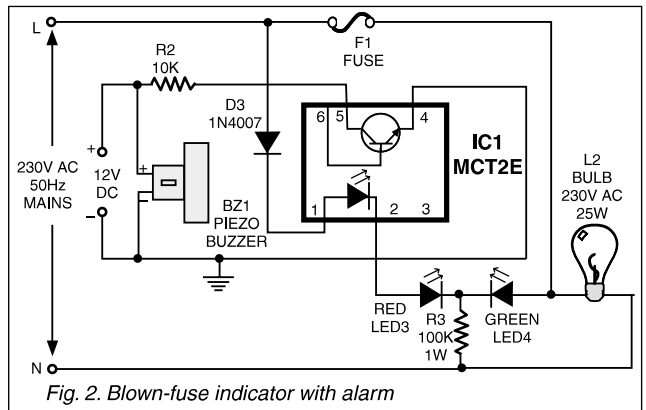 L
F1
FUSE
R2
10K
D3
1N4007
6 5 4
IC1
MCT2E
L2
BULB
230V AC
25W
230V AC
50Hz
MAINS
+
12V
DC
–
+
–
BZ1
PIEZO
BUZZER
1 2 3
RED
LED3
R3
100K
1W
GREEN
LED4
N
Fig. 2. Blown-fuse indicator with alarm